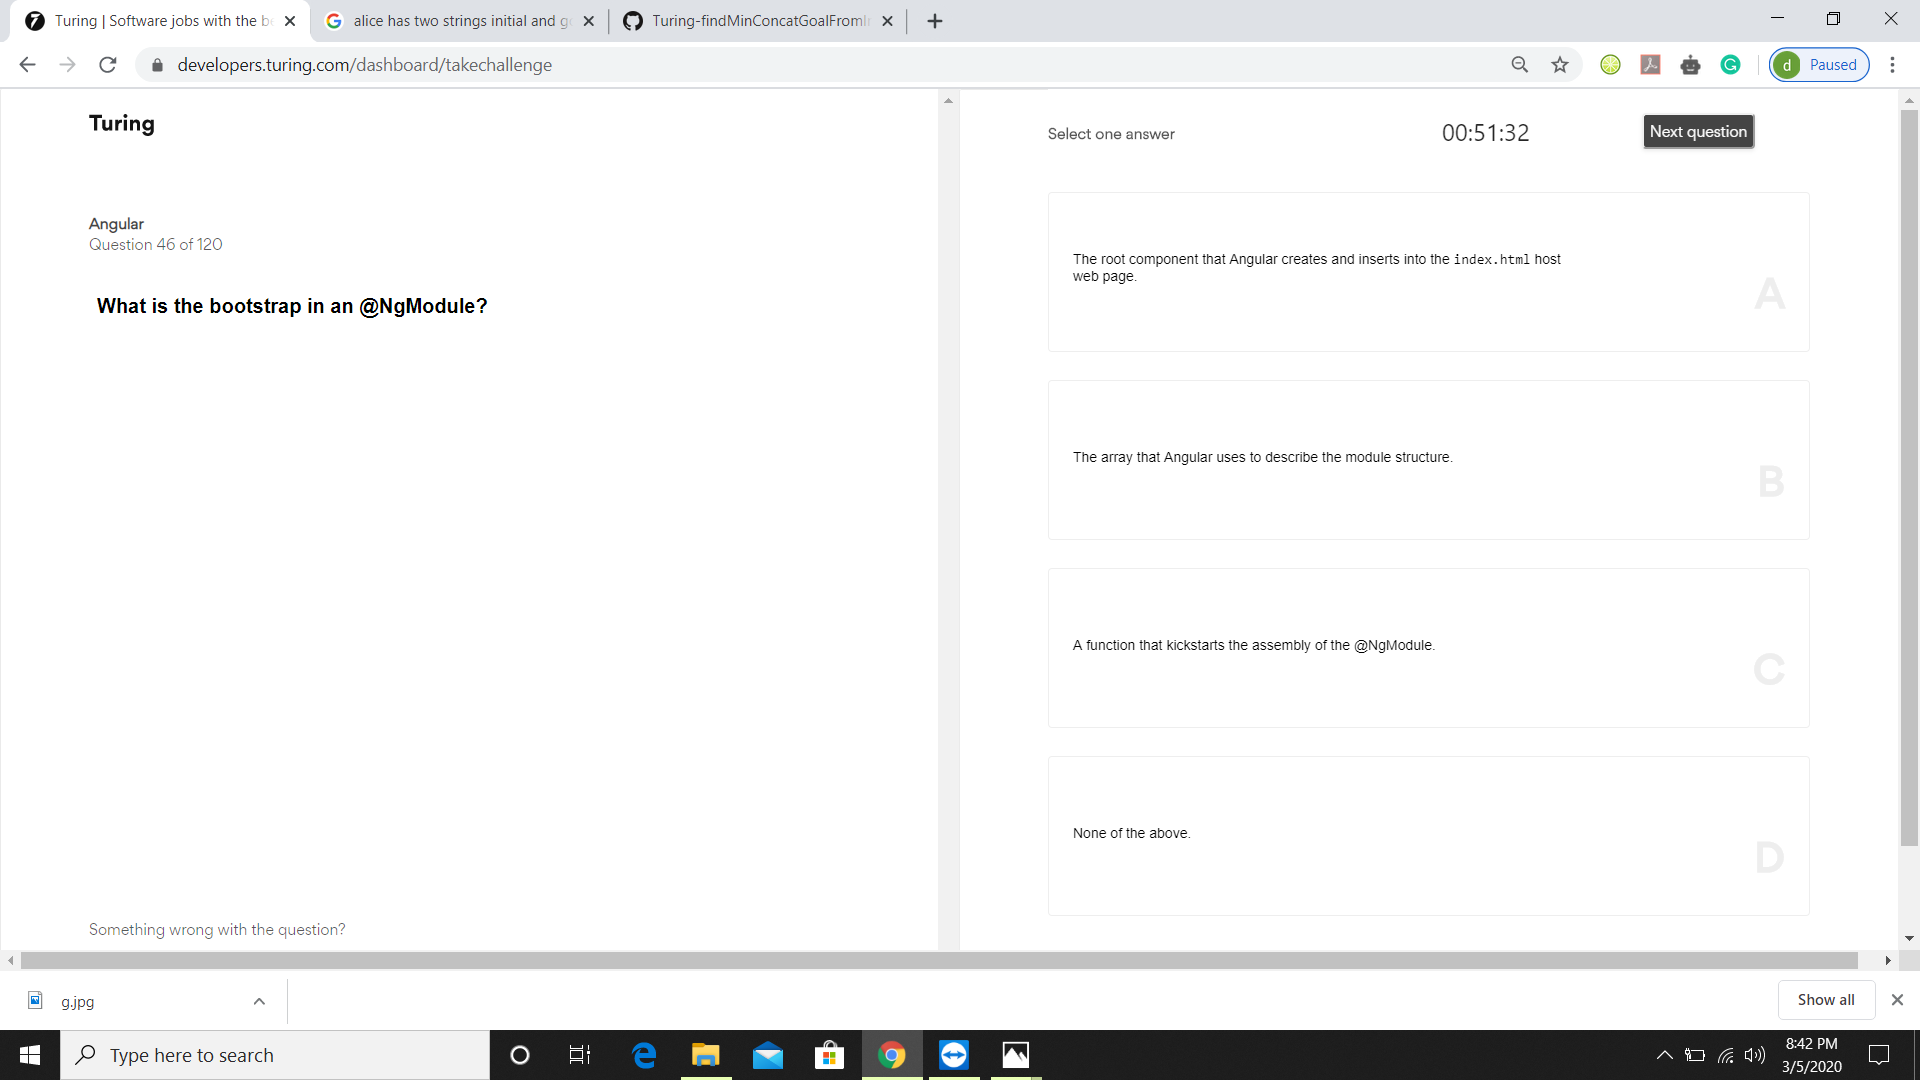 Turing | Software jobs with the b
alice has two strings initial and g
Turing-findMinConcatGoalFromI
developers.turing.com/dashboard/takechallenge
d Paused
Turing
Select one answer
00:51:32
Next question
Angular
Question 46 of 120
What is the bootstrap in an @NgModule?
The root component that Angular creates and inserts into the index.html host
web page.
A
The array that Angular uses to describe the module structure.
B
A function that kickstarts the assembly of the @NgModule.
C
None of the above.
D
Something wrong with the question?
g.jpg
Show all
Type here to search
8:42 PM
3/5/2020